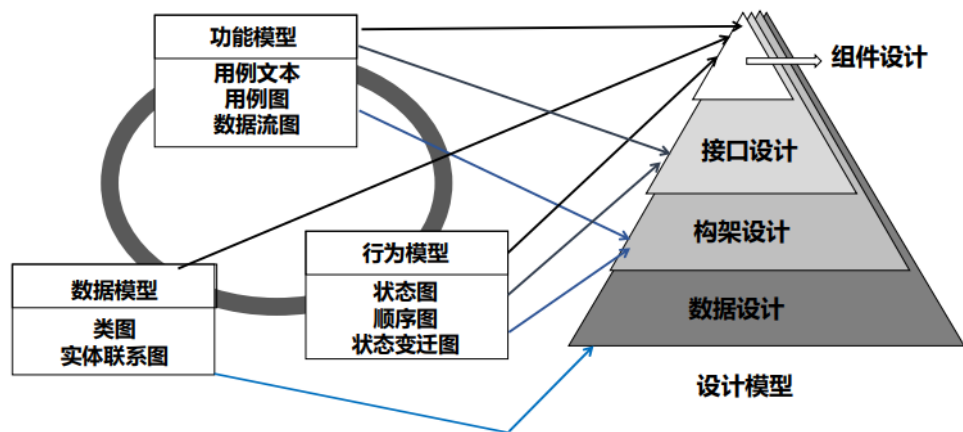 功能模型
用例文本
用例图
数据流图
行为模型
状态图
顺序图
状态变迁图
数据模型
类图
实体联系图
组件设计
接口设计
构架设计
数据设计
设计模型